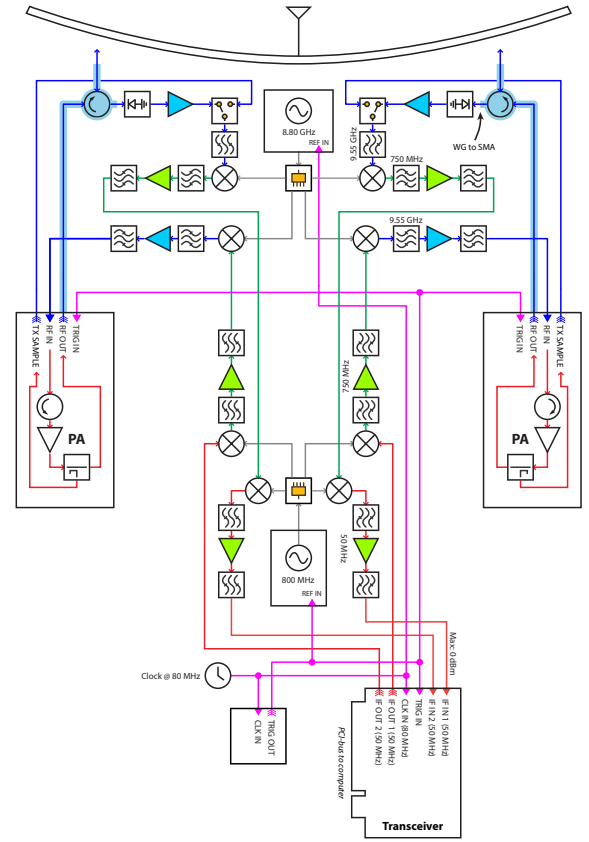 8.80 GHz
REF IN
9.55 GHz
WG to SMA
750 MHz
9.55 GHz
TX SAMPLE
RF IN
RF OUT
TRIG IN
PA
TRIG IN
RF OUT
RF IN
TX SAMPLE
PA
750 MHz
800 MHz
REF IN
50 MHz
Max: 0 dBm
Clock @ 80 MHz
CLK IN
TRIG OUT
IF OUT 2 (50 MHz)
IF OUT 1 (50 MHz)
CLK IN (80 MHz)
TRIG IN
IF IN 2 (50 MHz)
IF IN 1 (50 MHz)
PCI-bus to computer
Transceiver